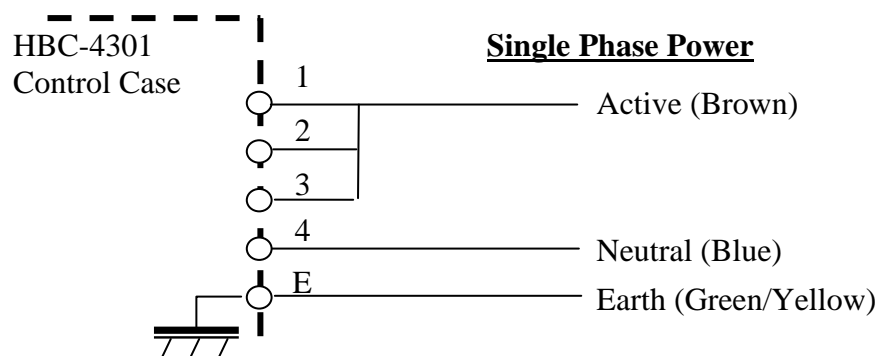 HBC-4301
Control Case
Single Phase Power
1
Active (Brown)
2
3
4
Neutral (Blue)
E
Earth (Green/Yellow)